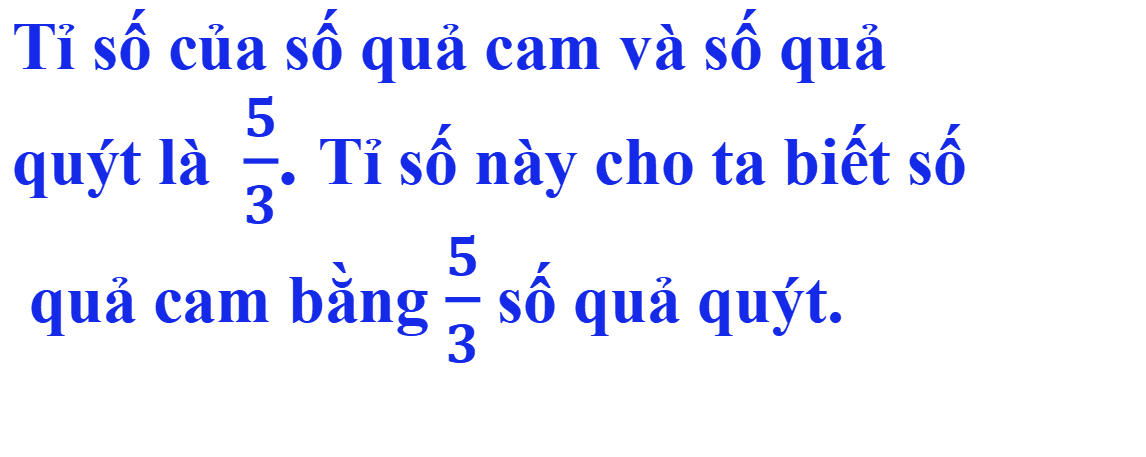 Tỉ số của số quả cam và số quả
quýt là 5/3. Tỉ số này cho ta biết số
quả cam bằng 5/3 số quả quýt.